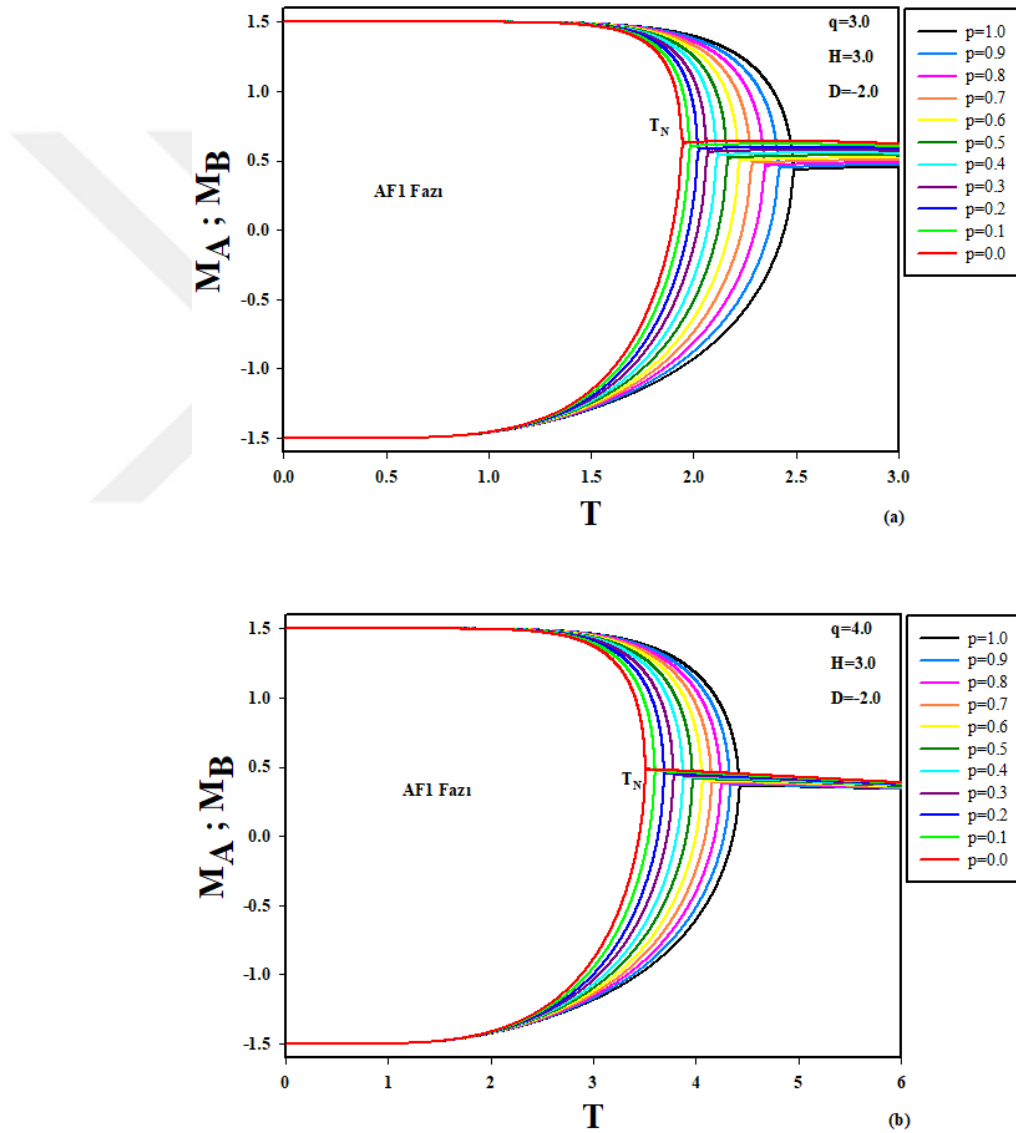 1.5
1.0
0.5
0.0
-0.5
-1.0
-1.5
M_A ; M_B
q=3.0
H=3.0
D=-2.0
T_N
AF1 Fazı
0.0 0.5 1.0 1.5 2.0 2.5 3.0
T
(a)
p=1.0
p=0.9
p=0.8
p=0.7
p=0.6
p=0.5
p=0.4
p=0.3
p=0.2
p=0.1
p=0.0
1.5
1.0
0.5
0.0
-0.5
-1.0
-1.5
M_A ; M_B
q=4.0
H=3.0
D=-2.0
T_N
AF1 Fazı
0 1 2 3 4 5 6
T
(b)
p=1.0
p=0.9
p=0.8
p=0.7
p=0.6
p=0.5
p=0.4
p=0.3
p=0.2
p=0.1
p=0.0